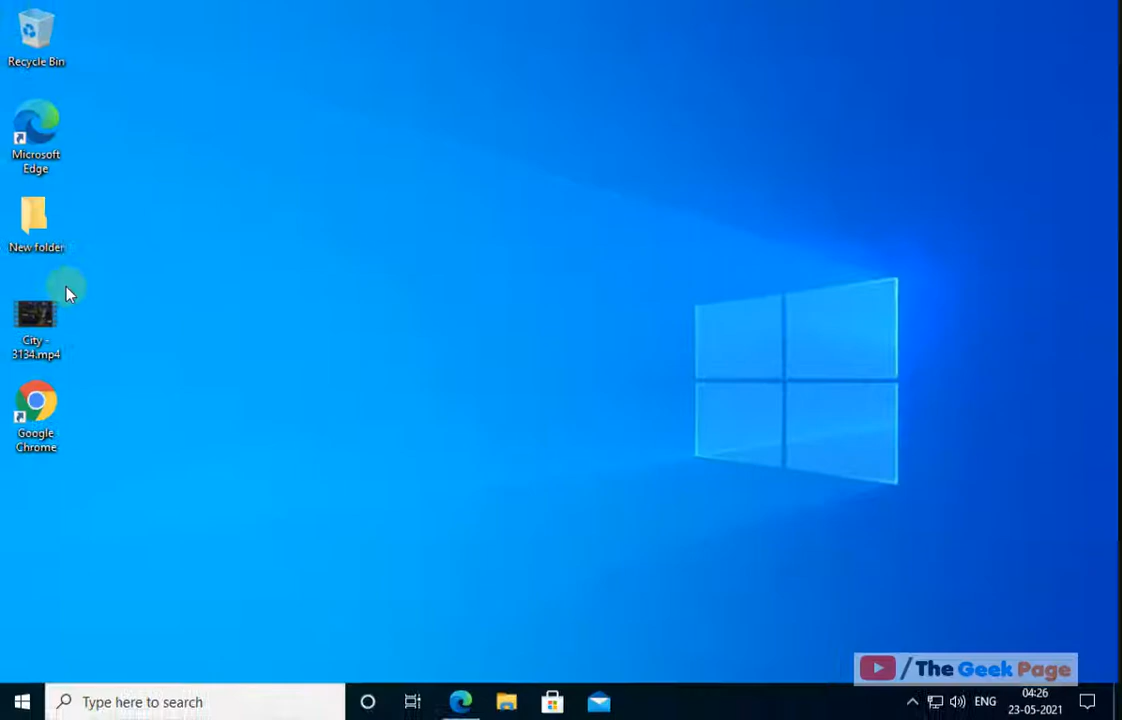 Recycle Bin
Microsoft
Edge
New folder
City -
3134.mp4
Google
Chrome
/The Geek Page
Type here to search
ENG
04:26
23-05-2021